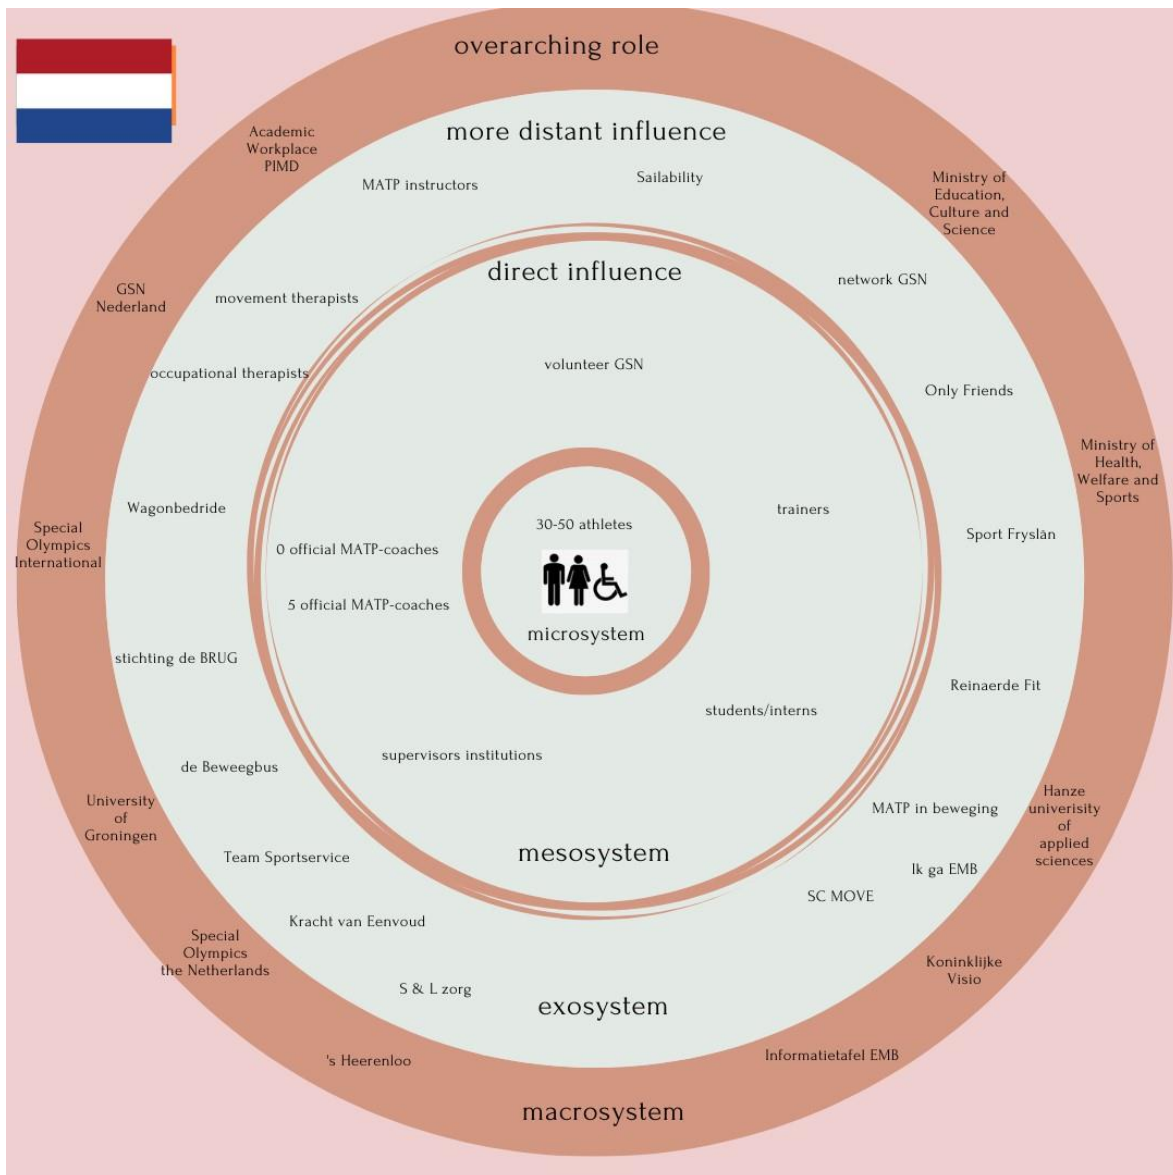 overarching role
more distant influence
Academic
Workplace
PIMD
MATP instructors
Sailability
Ministry of
Education,
Culture and
Science
direct influence
network GSN
GSN
Nederland
movement therapists
volunteer GSN
occupational therapists
Only Friends
Ministry of
Health,
Welfare and
Sports
Wagonbedride
trainers
30-50 athletes
Sport Fryslân
Special
Olympics
International
0 official MATP-coaches
5 official MATP-coaches
microsystem
stichting de BRUG
Reinaerde Fit
students/interns
supervisors institutions
de Beweegbus
University
of
Groningen
MATP in beweging
Hanze
univerisity
of
applied
sciences
mesosystem
Team Sportservice
Ik ga EMB
SC MOVE
Kracht van Eenvoud
Special
Olympics
the Netherlands
Koninklijke
Visio
S & L zorg
exosystem
's Heerenloo
Informatietafel EMB
macrosystem